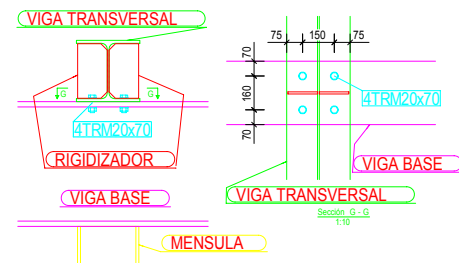 VIGA TRANSVERSAL
G
G
4TRM20x70
RIGIDIZADOR
VIGA BASE
MENSULA
75
150
75
70
160
70
4TRM20x70
VIGA BASE
VIGA TRANSVERSAL
Sección G - G
1:10